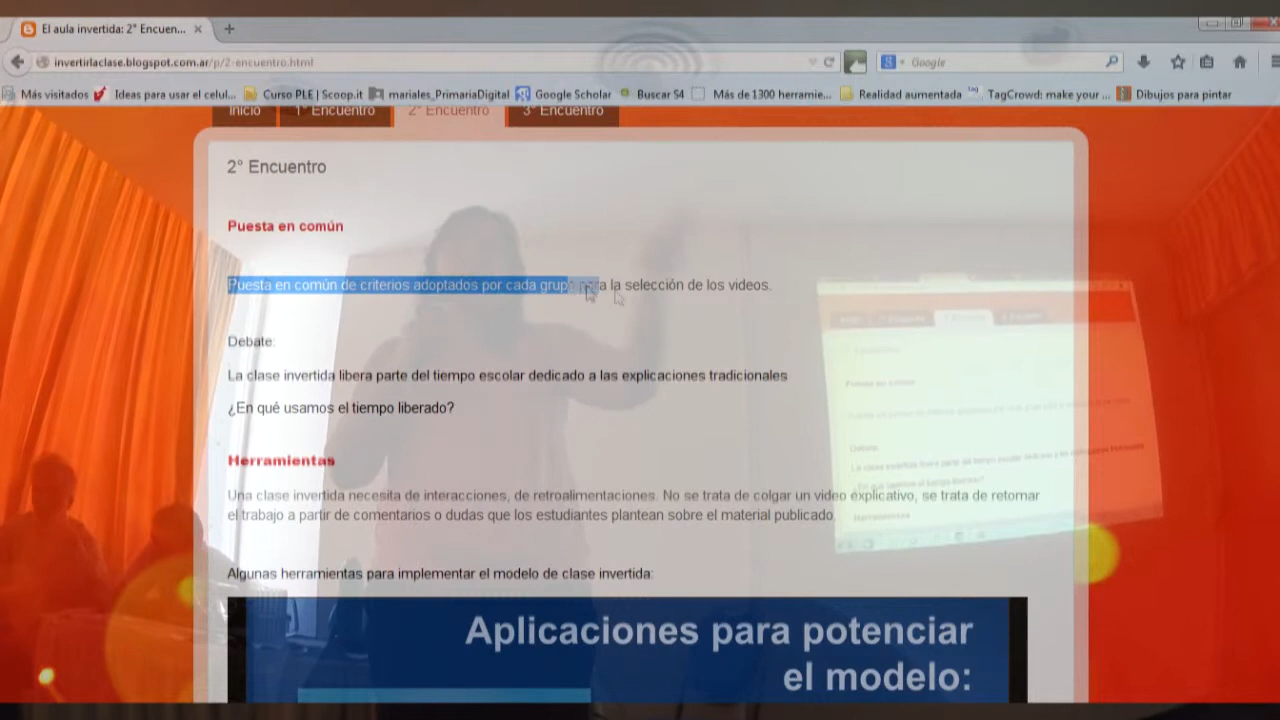 El aula invertida: 2° Encuen...
invertirlaclase.blogspot.com.ar/p/2-encuentro.html
Google
Más visitados
Ideas para usar el celul...
Curso PLE | Scoop.it
mariales_PrimariaDigital
Google Scholar
Buscar S4
Más de 1300 herramie...
Realidad aumentada
TagCrowd: make your ...
Dibujos para pintar
Inicio
1° Encuentro
2° Encuentro
3° Encuentro
2° Encuentro
Puesta en común
Puesta en común de criterios adoptados por cada grupo para la selección de los videos.
Debate:
La clase invertida libera parte del tiempo escolar dedicado a las explicaciones tradicionales
¿En qué usamos el tiempo liberado?
Herramientas
Una clase invertida necesita de interacciones, de retroalimentaciones. No se trata de colgar un video explicativo, se trata de retomar
el trabajo a partir de comentarios o dudas que los estudiantes plantean sobre el material publicado.
Algunas herramientas para implementar el modelo de clase invertida:
Aplicaciones para potenciar
el modelo: